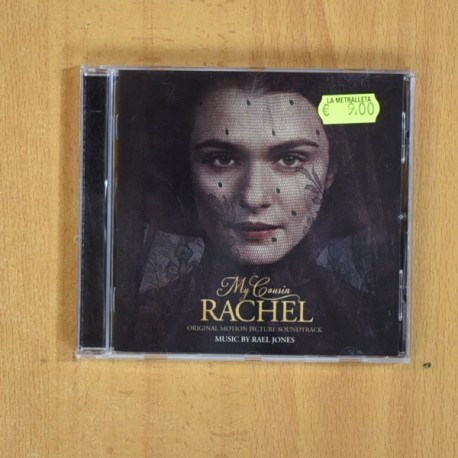 LA METRALLETA
€ 9.00
My Cousin
RACHEL
ORIGINAL MOTION PICTURE SOUNDTRACK
MUSIC BY RAEL JONES